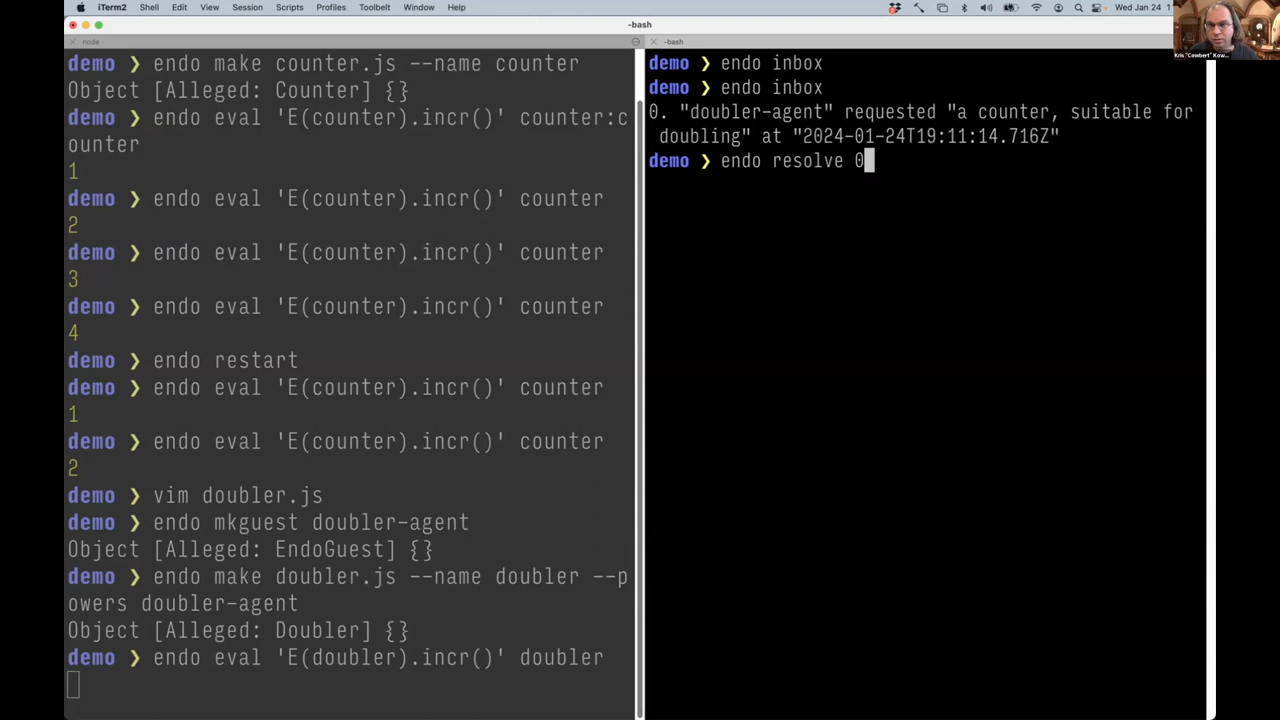 iTerm2 Shell Edit View Session Scripts Profiles Toolbelt Window Help
Wed Jan 24
-bash
node
-bash
demo ❯ endo make counter.js --name counter
Object [Alleged: Counter] {}
demo ❯ endo eval 'E(counter).incr()' counter:c
ounter
1
demo ❯ endo eval 'E(counter).incr()' counter
2
demo ❯ endo eval 'E(counter).incr()' counter
3
demo ❯ endo eval 'E(counter).incr()' counter
4
demo ❯ endo restart
demo ❯ endo eval 'E(counter).incr()' counter
1
demo ❯ endo eval 'E(counter).incr()' counter
2
demo ❯ vim doubler.js
demo ❯ endo mkguest doubler-agent
Object [Alleged: EndoGuest] {}
demo ❯ endo make doubler.js --name doubler --p
owers doubler-agent
Object [Alleged: Doubler] {}
demo ❯ endo eval 'E(doubler).incr()' doubler
demo ❯ endo inbox
demo ❯ endo inbox
0. "doubler-agent" requested "a counter, suitable for
doubling" at "2024-01-24T19:11:14.716Z"
demo ❯ endo resolve 0
Kris "Cowbert" Kow...